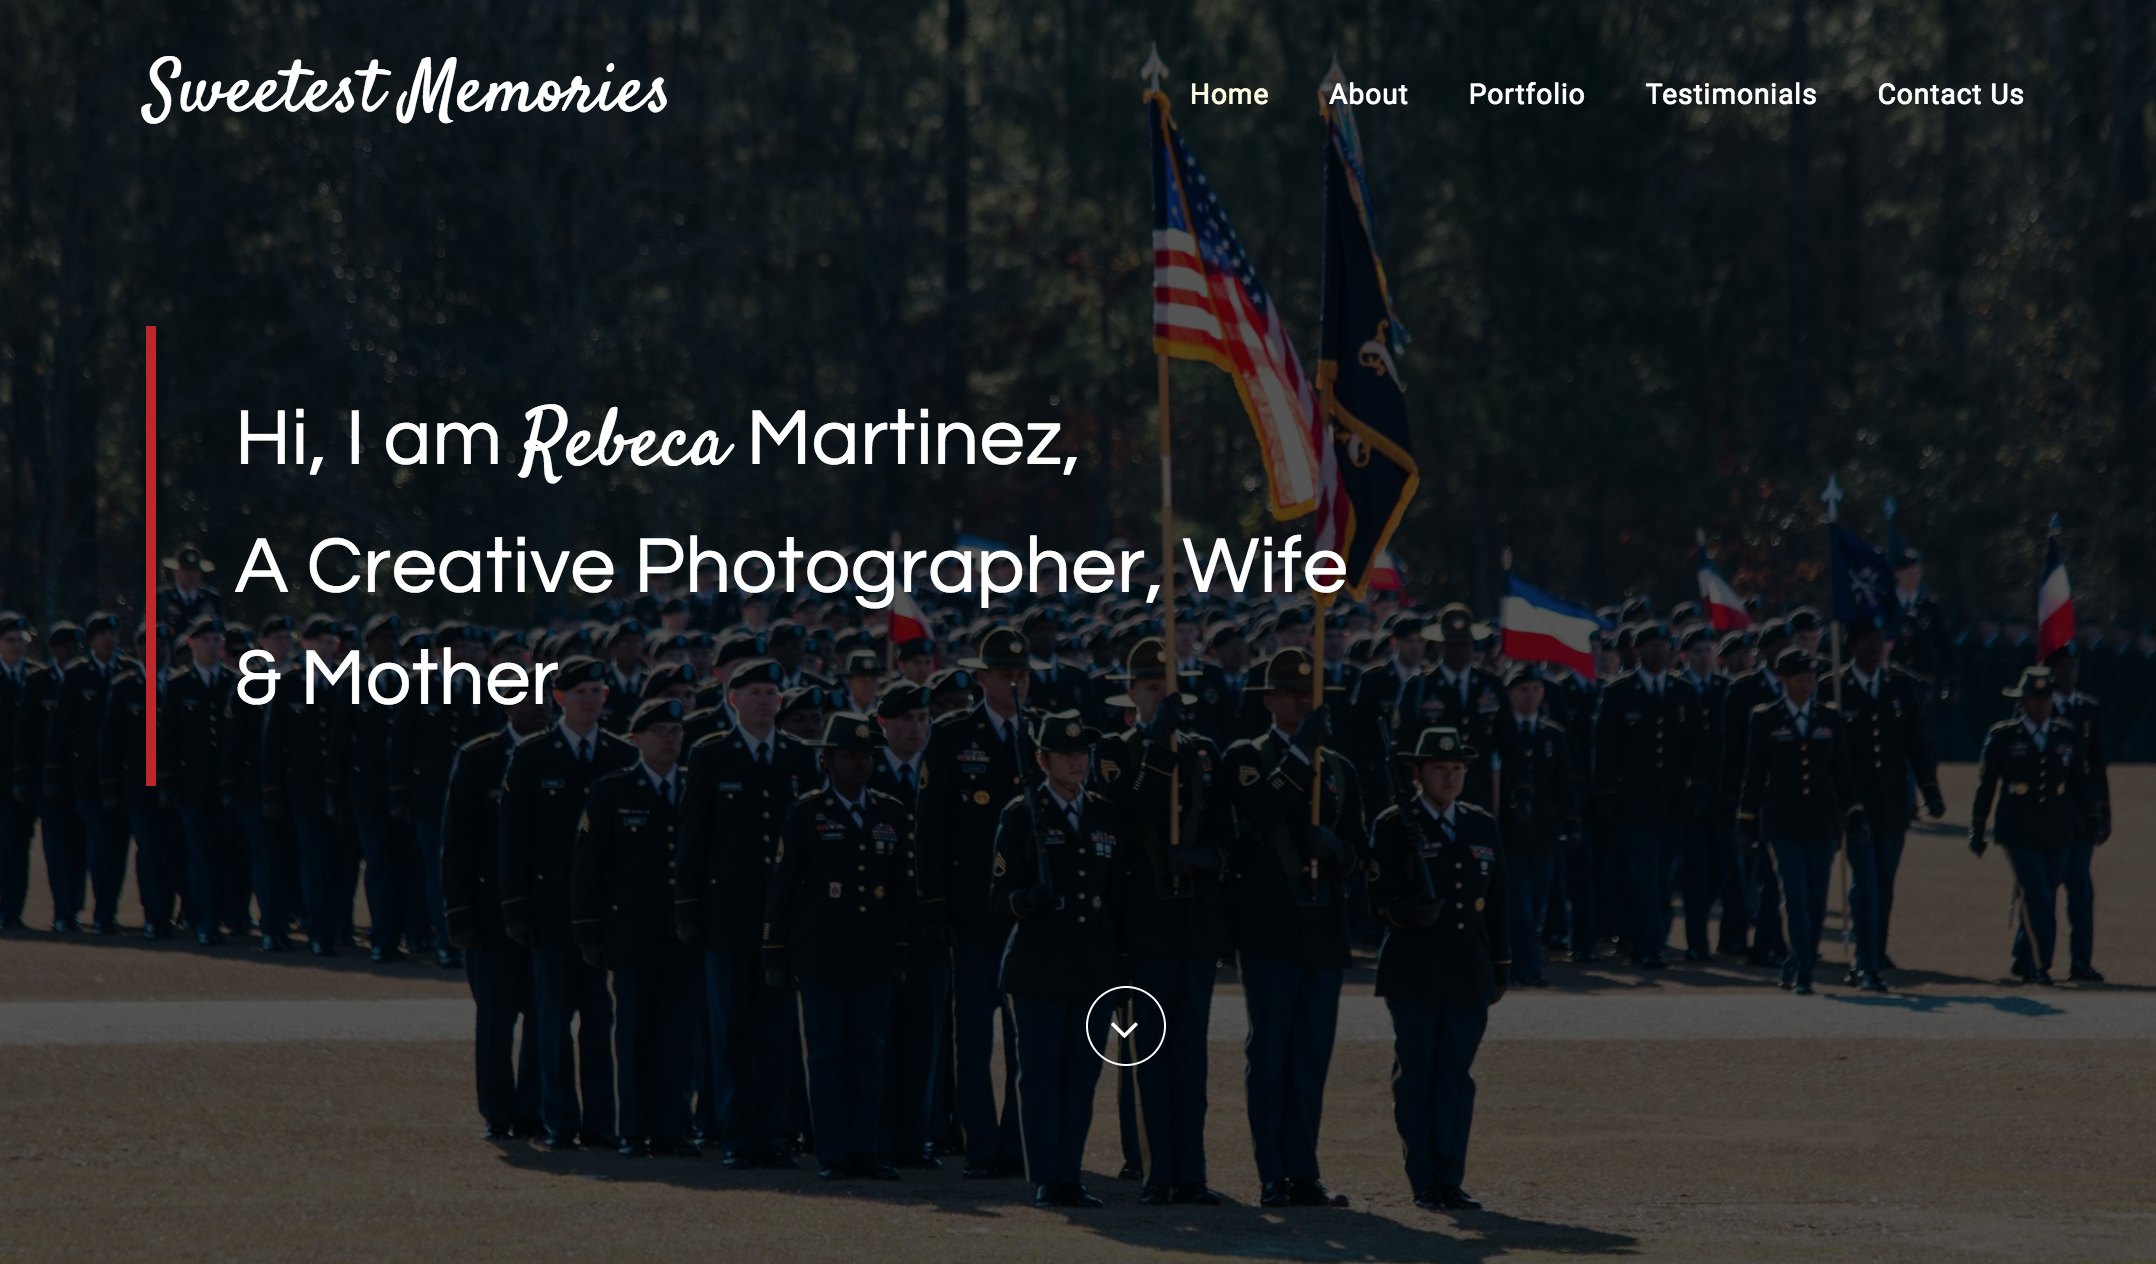 Sweetest Memories
Home About Portfolio Testimonials Contact Us
Hi, I am Rebeca Martinez,
A Creative Photographer, Wife
& Mother